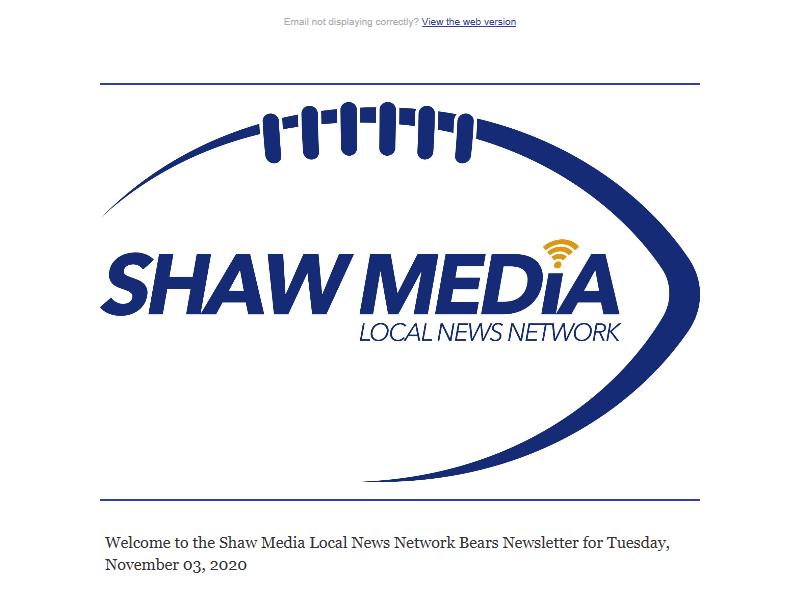 Email not displaying correctly? View the web version
SHAW MEDiA
LOCAL NEWS NETWORK
Welcome to the Shaw Media Local News Network Bears Newsletter for Tuesday,
November 03, 2020